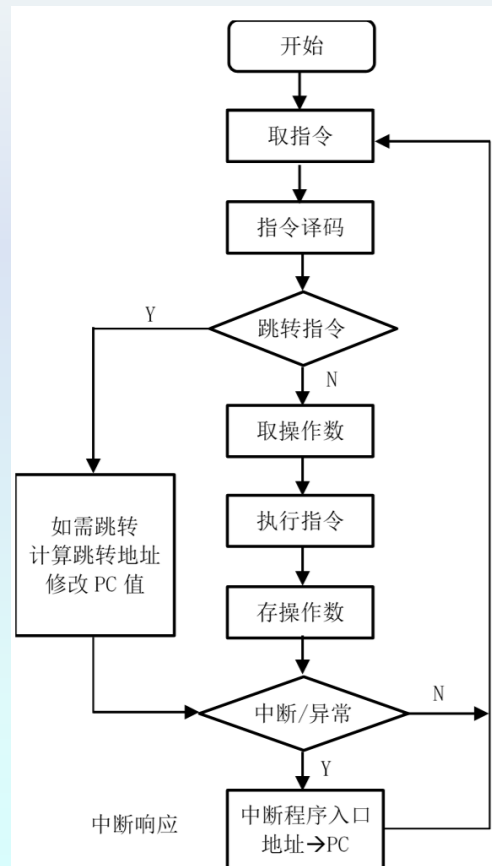 开始
取指令
指令译码
跳转指令
Y
N
取操作数
如需跳转
计算跳转地址
修改 PC 值
执行指令
存操作数
中断/异常
N
Y
中断响应
中断程序入口
地址→PC